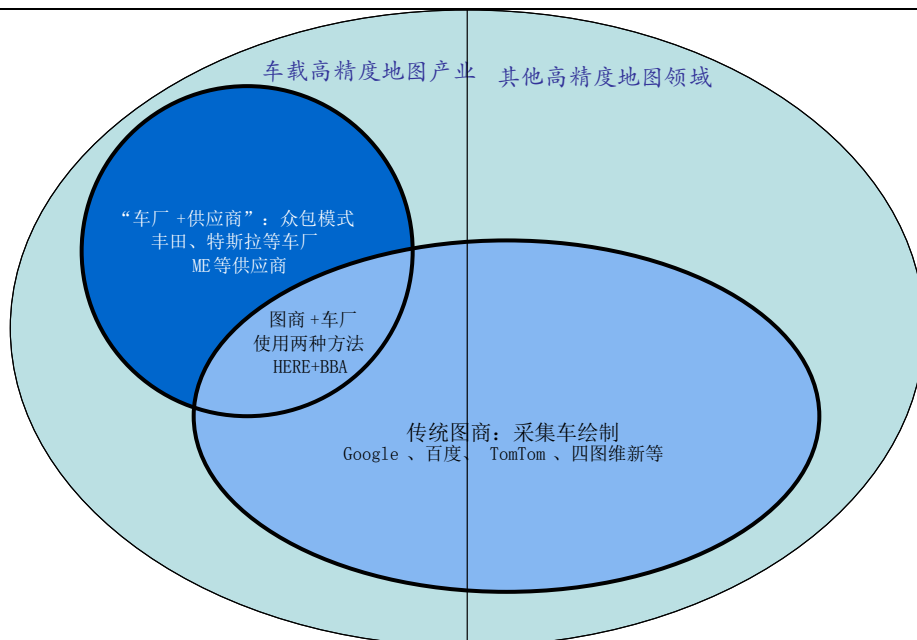 车载高精度地图产业
其他高精度地图领域
“车厂 +供应商”：众包模式
丰田、特斯拉等车厂
ME等供应商
图商 +车厂
使用两种方法
HERE+BBA
传统图商：采集车绘制
Google 、百度、 TomTom 、四图维新等